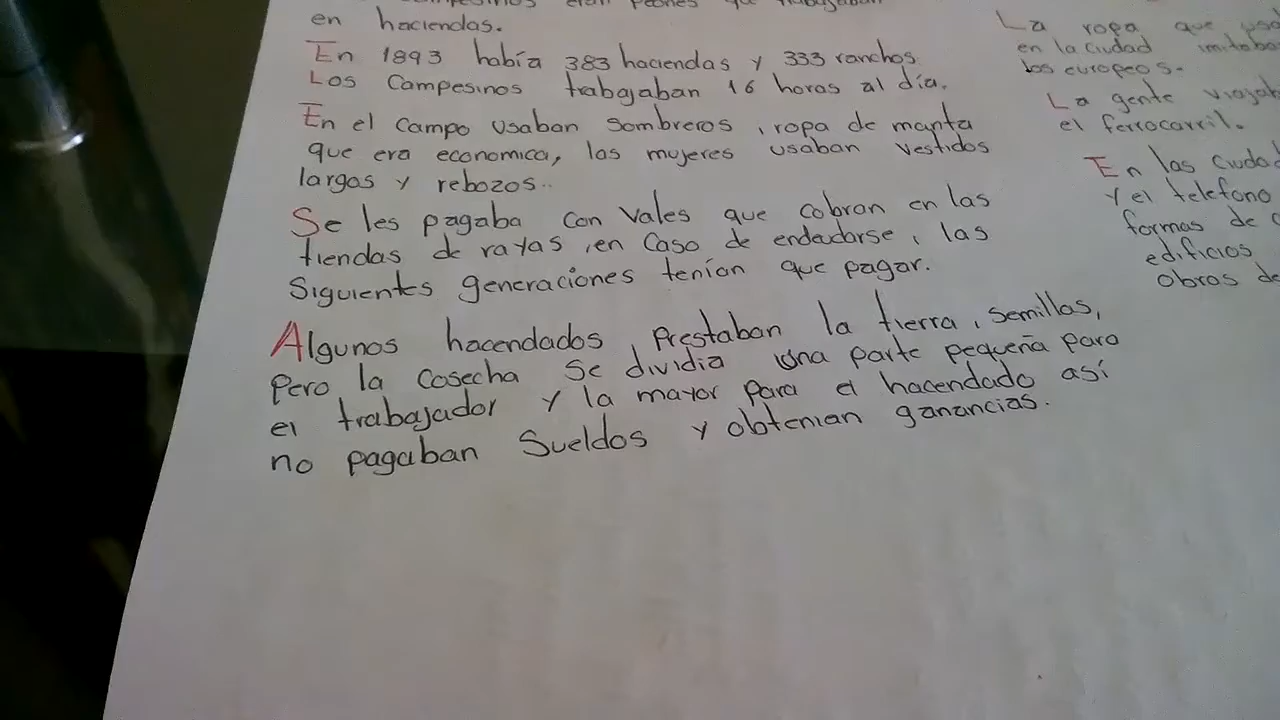 en haciendas.
En 1893 había 383 haciendas y 333 ranchos
Los Campesinos trabajaban 16 horas al día.
En el campo usaban sombreros, ropa de manta
que era economica, las mujeres usaban vestidos
largos y rebozos..
Se les pagaba con vales que cobran en las
tiendas de rayas, en caso de endeudarse, las
Siguientes generaciones tenían que pagar.
Algunos hacendados, prestaban la tierra, semillas,
pero la cosecha se dividia una parte pequeña para
el trabajador y la mayor para el hacendado así
no pagaban sueldos y obtenian ganancias.
La ropa que
en la ciudad
los europeos.
La gente
el ferrocarril.
En las
y el telefono
formas de
edificios
obras de